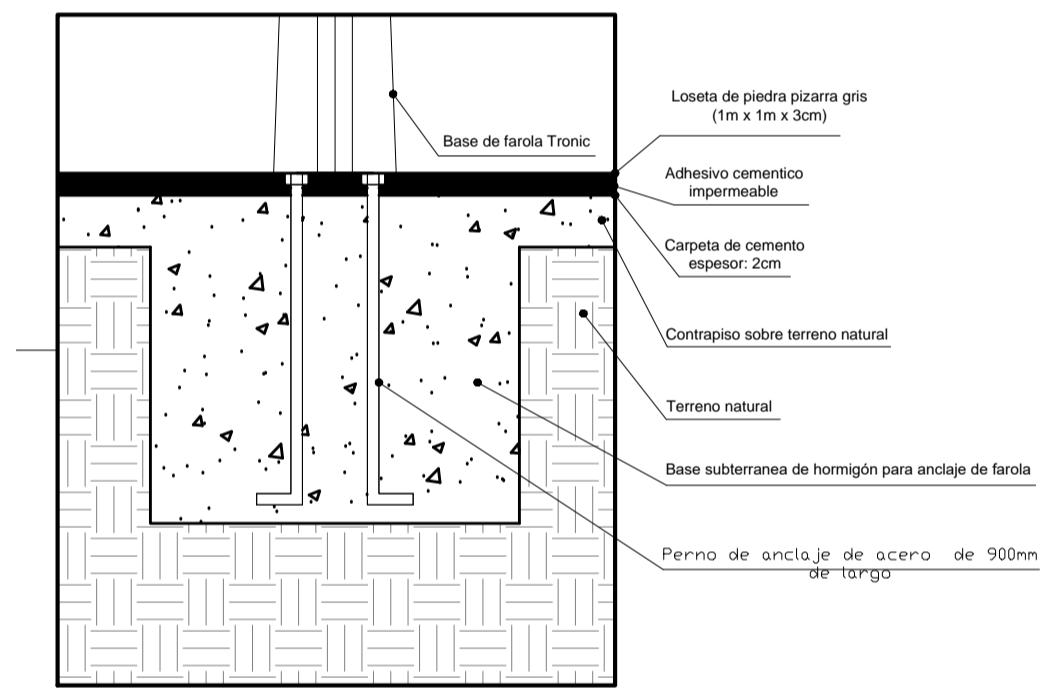 Loseta de piedra pizarra gris
(1m x 1m x 3cm)
Base de farola Tronic
Adhesivo cementico
impermeable
Carpeta de cemento
espesor: 2cm
Contrapiso sobre terreno natural
Terreno natural
Base subterranea de hormigón para anclaje de farola
Perno de anclaje de acero de 900mm
de largo